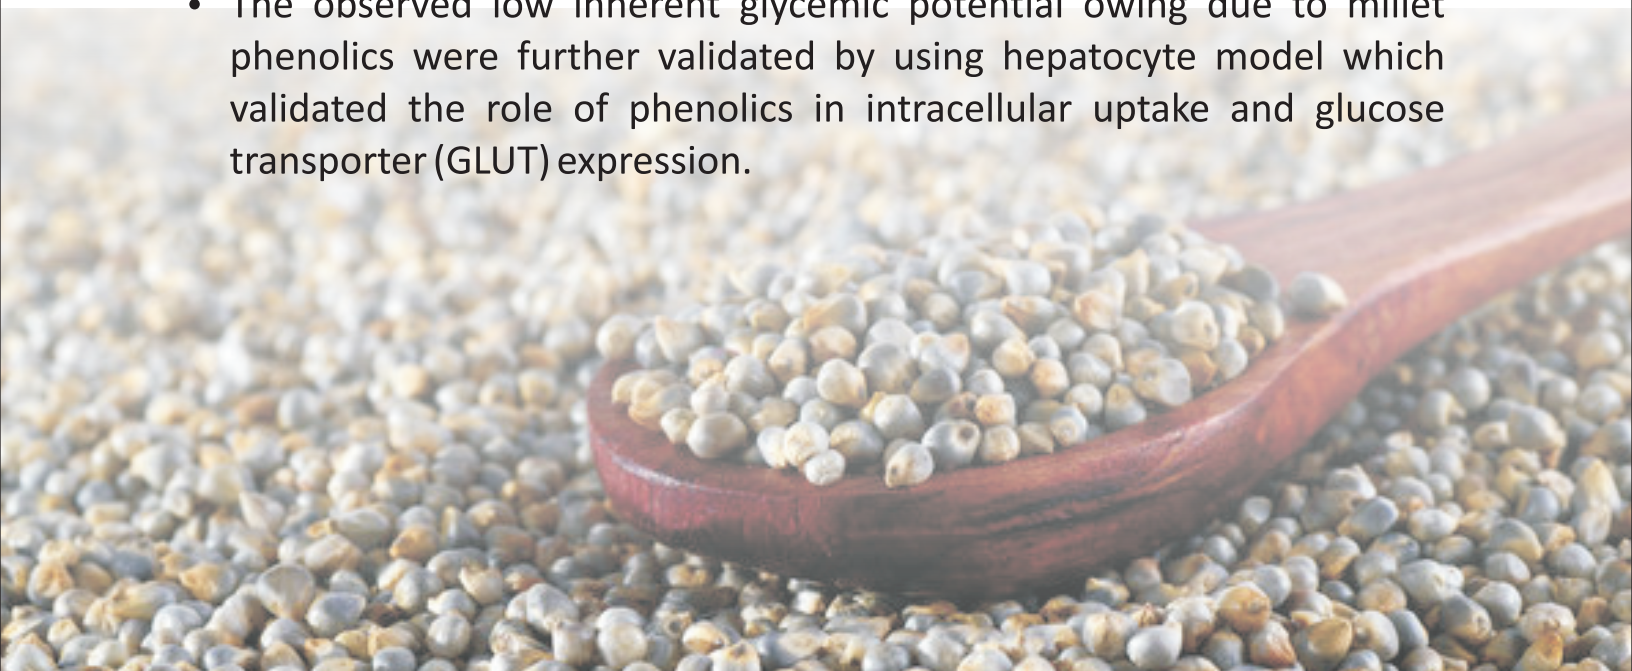 • The observed low inherent glycemic potential owing due to millet
phenolics were further validated by using hepatocyte model which
validated the role of phenolics in intracellular uptake and glucose
transporter (GLUT) expression.